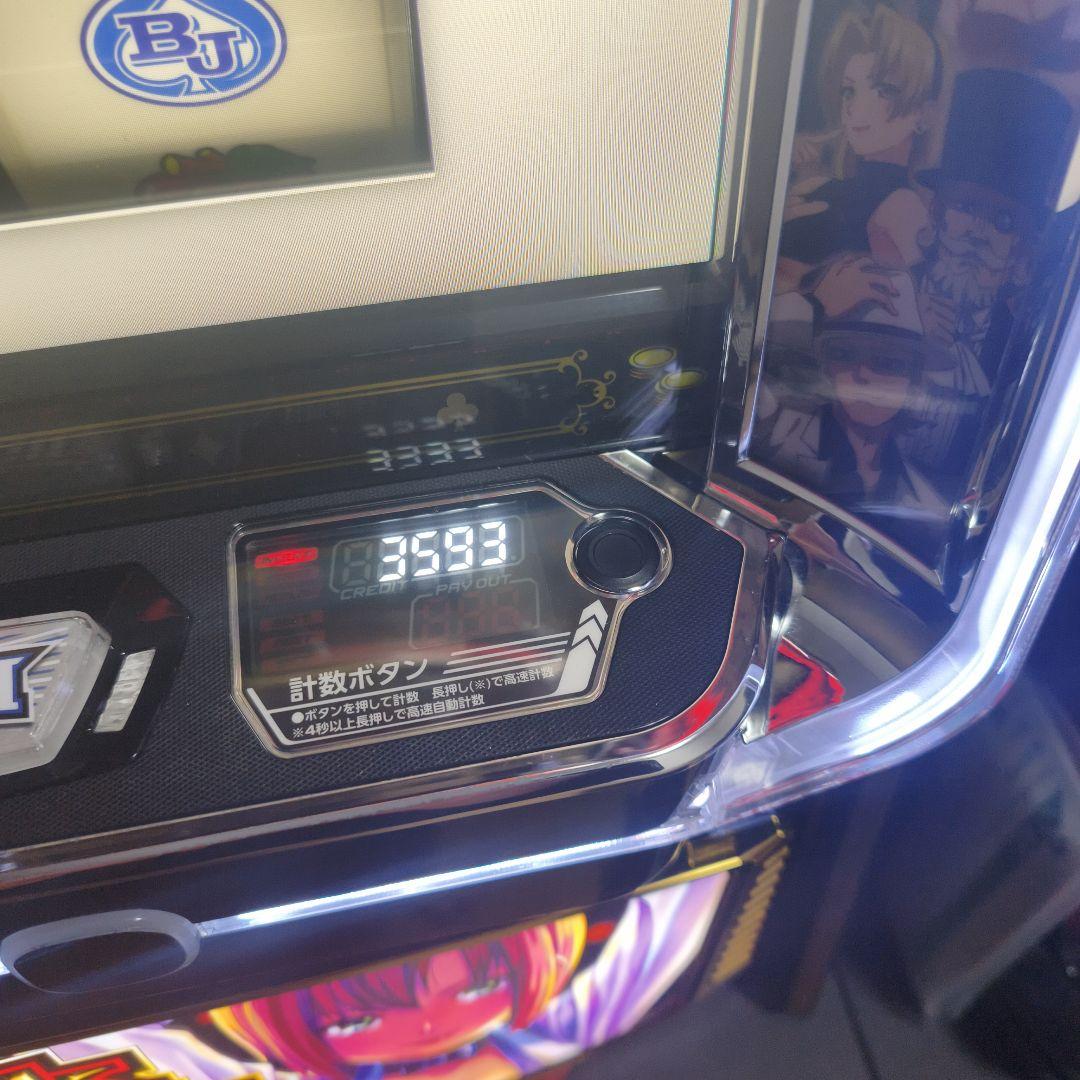 BJ
3593
CREDIT
PAY OUT
計数ボタン
●ボタンを押して計数 長押し(※)で高速計数
※4秒以上長押しで高速自動計数